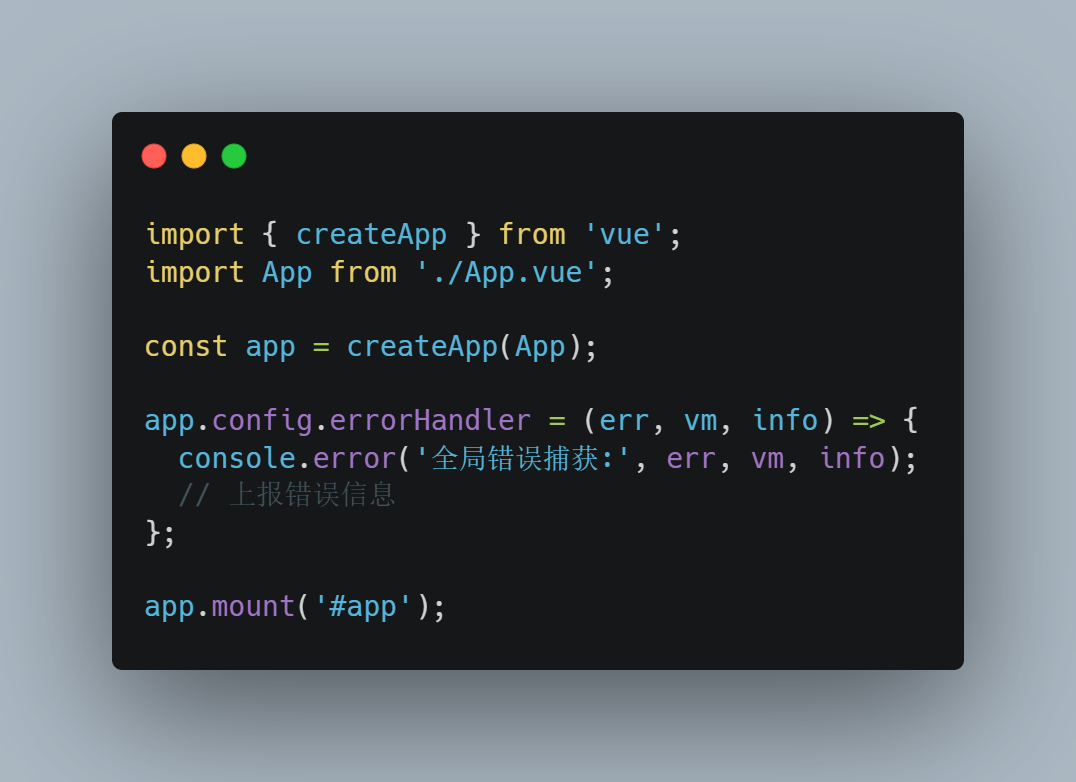 import { createApp } from 'vue';
import App from './App.vue';
const app = createApp(App);
app.config.errorHandler = (err, vm, info) => {
  console.error('全局错误捕获:', err, vm, info);
  // 上报错误信息
};
app.mount('#app');